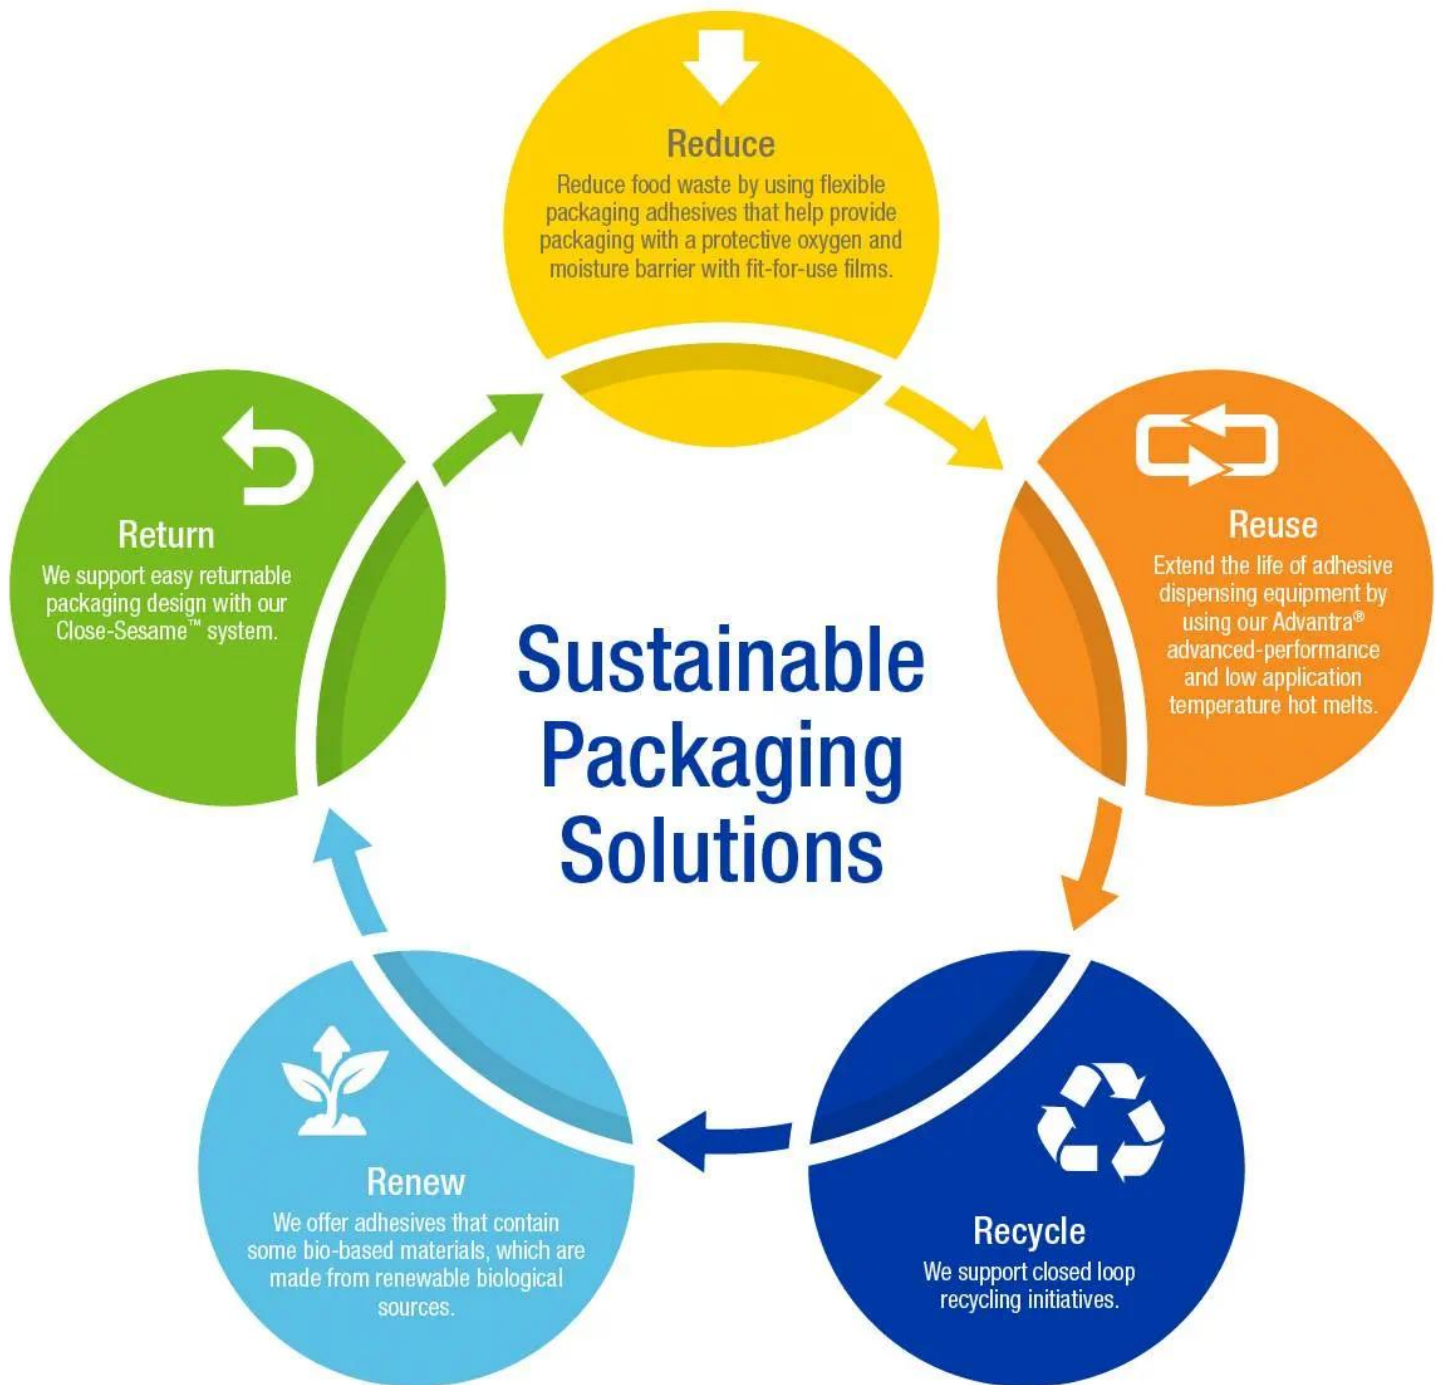 Reduce
Reduce food waste by using flexible
packaging adhesives that help provide
packaging with a protective oxygen and
moisture barrier with fit-for-use films.
Reuse
Extend the life of adhesive
dispensing equipment by
using our Advantra®
advanced-performance
and low application
temperature hot melts.
Recycle
We support closed loop
recycling initiatives.
Renew
We offer adhesives that contain
some bio-based materials, which are
made from renewable biological
sources.
Return
We support easy returnable
packaging design with our
Close-Sesame™ system.
Sustainable
Packaging
Solutions